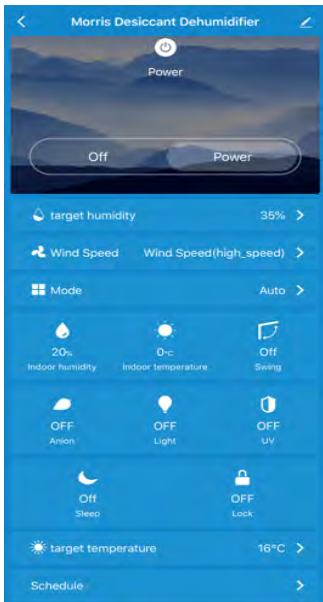 Morris Desiccant Dehumidifier
Power
Off Power
target humidity 35%
Wind Speed Wind Speed(high_speed)
Mode Auto
20% 0°C Off
Indoor humidity Indoor temperature Swing
OFF OFF OFF
Anion Light UV
Off OFF
Sleep Lock
target temperature 16°C
Schedule